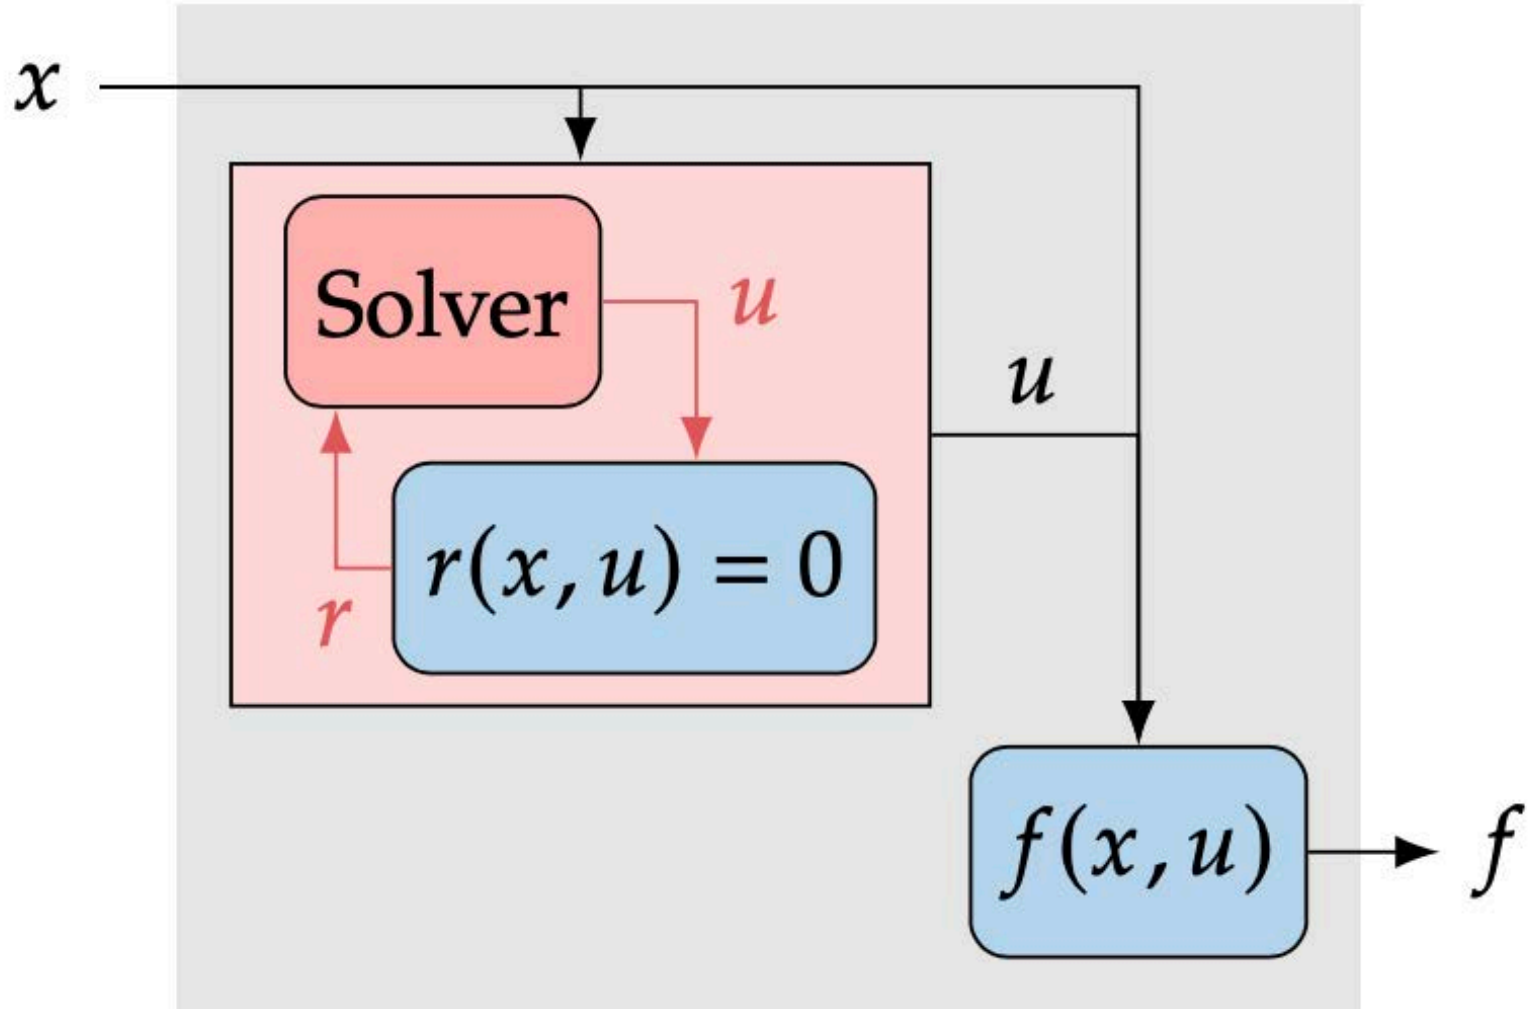 x
Solver
u
u
r(x, u) = 0
r
f(x, u)
f